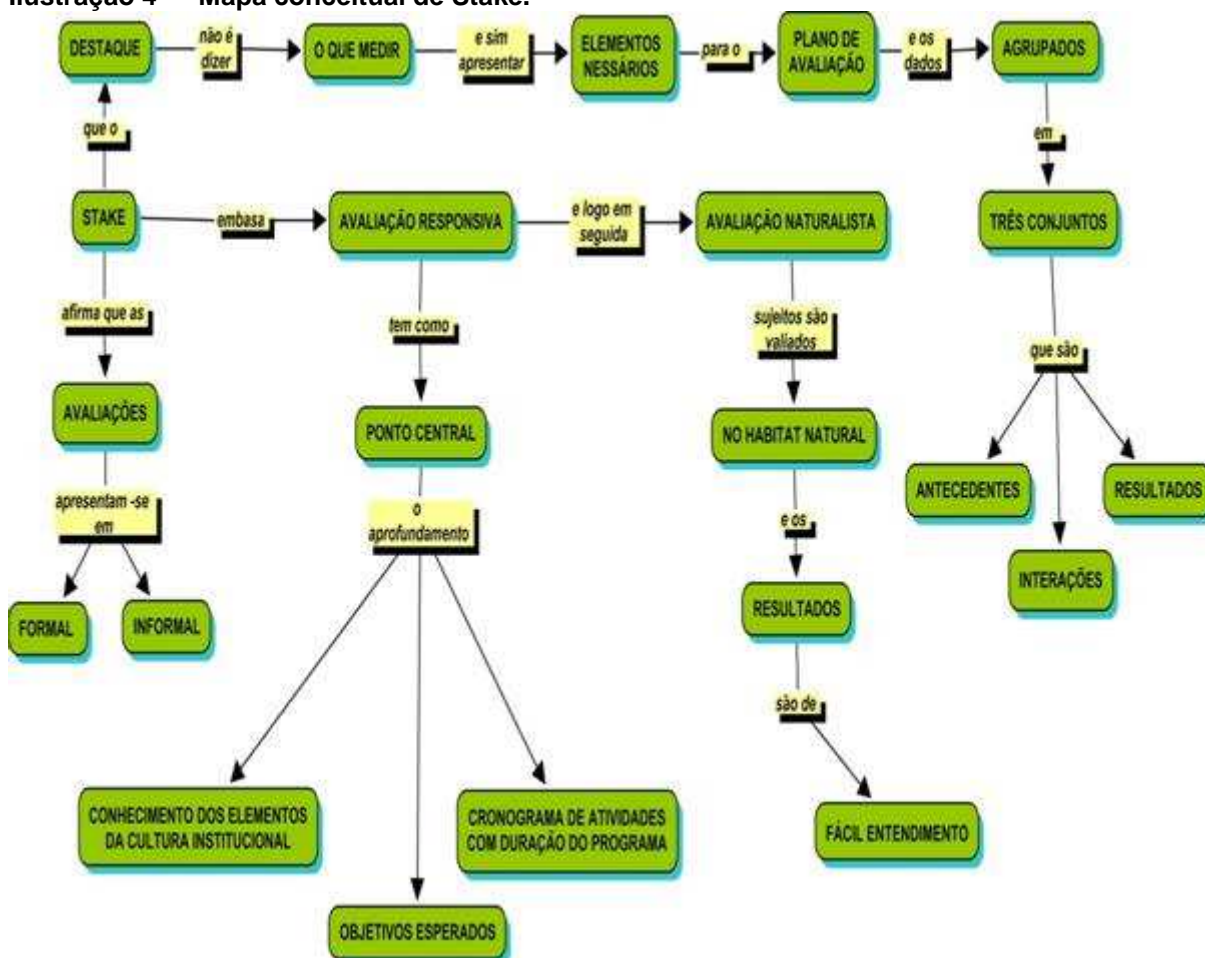 Ilustração 4 – Mapa conceitual de Stake.
DESTAQUE
não é
dizer
O QUE MEDIR
e sim
apresentar
ELEMENTOS
NESSÁRIOS
para o
PLANO DE
AVALIAÇÃO
e os
dados
AGRUPADOS
que o
em
STAKE
embasa
AVALIAÇÃO RESPONSIVA
e logo em
seguida
AVALIAÇÃO NATURALISTA
TRÊS CONJUNTOS
afirma que as
tem como
sujeitos são
valiados
que são
AVALIAÇÕES
PONTO CENTRAL
NO HABITAT NATURAL
ANTECEDENTES
RESULTADOS
apresentam -se
em
o
aprofundamento
e os
INTERAÇÕES
FORMAL
INFORMAL
RESULTADOS
são de
CONHECIMENTO DOS ELEMENTOS
DA CULTURA INSTITUCIONAL
CRONOGRAMA DE ATIVIDADES
COM DURAÇÃO DO PROGRAMA
FÁCIL ENTENDIMENTO
OBJETIVOS ESPERADOS